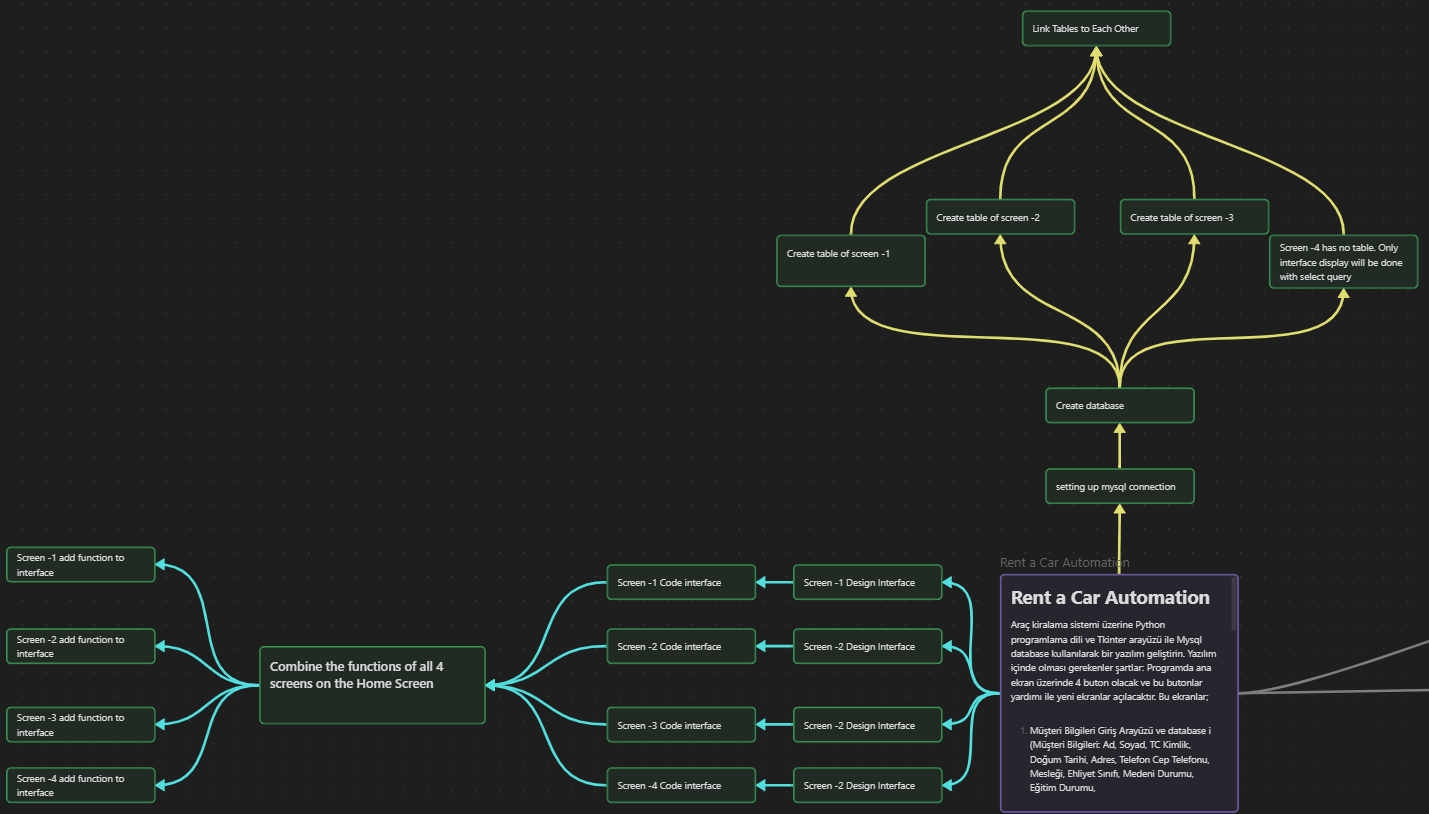 Link Tables to Each Other
Create table of screen -2
Create table of screen -3
Create table of screen -1
Screen -4 has no table. Only
interface display will be done
with select query
Create database
setting up mysql connection
Screen -1 add function to
interface
Screen -2 add function to
interface
Screen -3 add function to
interface
Screen -4 add function to
interface
Combine the functions of all 4
screens on the Home Screen
Screen -1 Code interface
Screen -1 Design Interface
Screen -2 Code interface
Screen -2 Design Interface
Screen -3 Code interface
Screen -2 Design Interface
Screen -4 Code interface
Screen -2 Design Interface
Rent a Car Automation
Rent a Car Automation
Araç kiralama sistemi üzerine Python
programlama dili ve Tkinter arayüzü ile Mysql
database kullanılarak bir yazılım geliştirin. Yazılım
içinde olması gerekenler şartlar: Programda ana
ekran üzerinde 4 buton olacak ve bu butonlar
yardımı ile yeni ekranlar açılacaktır. Bu ekranlar;
1. Müşteri Bilgileri Giriş Arayüzü ve database i
(Müşteri Bilgileri: Ad, Soyad, TC Kimlik,
Doğum Tarihi, Adres, Telefon Cep Telefonu,
Mesleği, Ehliyet Sınıfı, Medeni Durumu,
Eğitim Durumu,